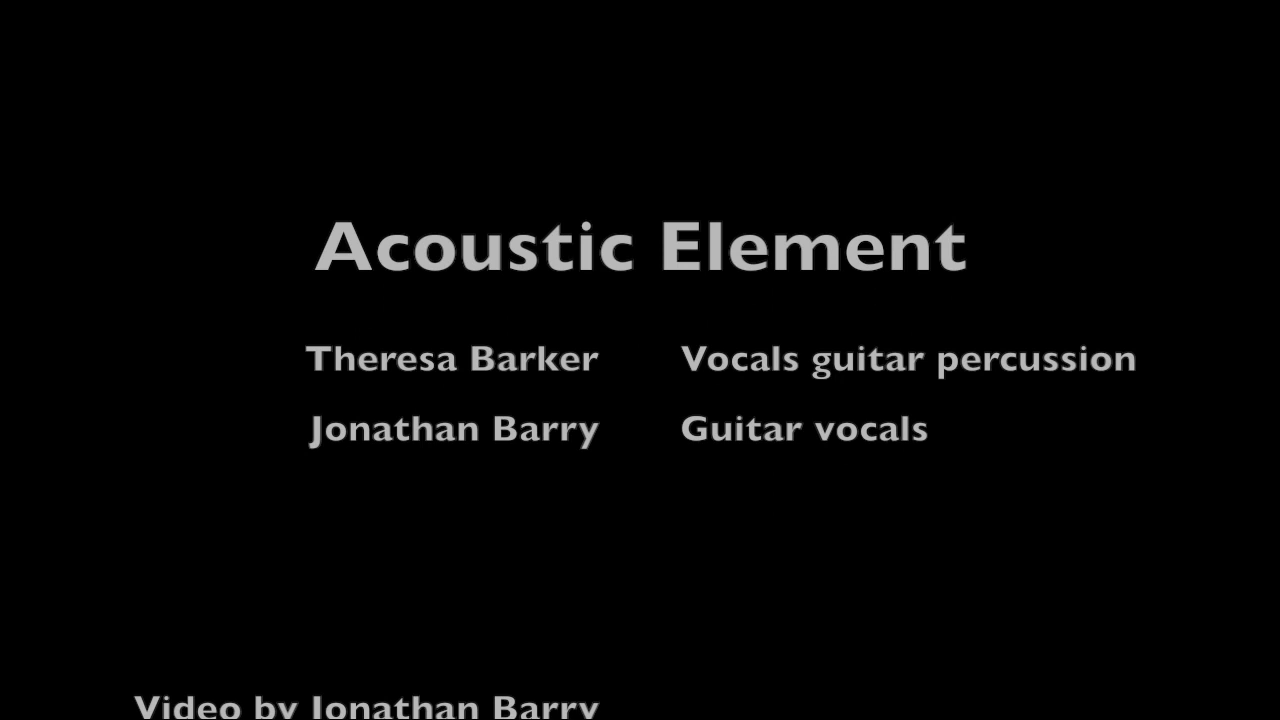 Acoustic Element
Theresa Barker Vocals guitar percussion
Jonathan Barry Guitar vocals
Video by Jonathan Barry